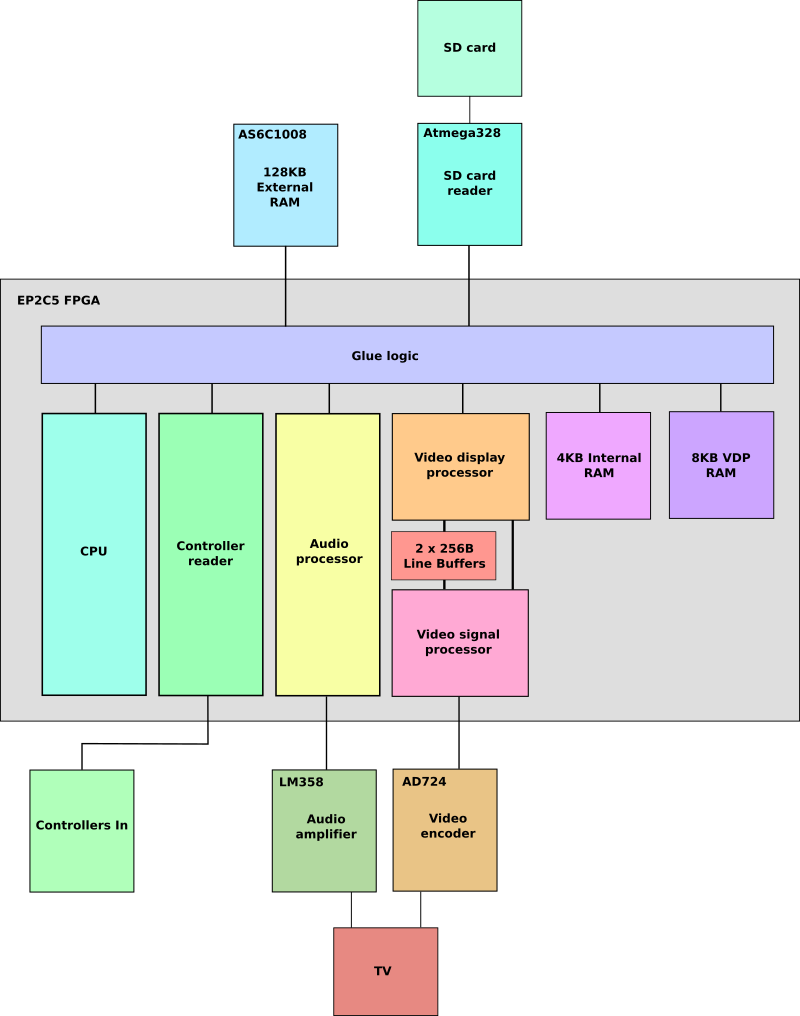 SD card
AS6C1008
128KB
External
RAM
Atmega328
SD card
reader
EP2C5 FPGA
Glue logic
CPU
Controller
reader
Audio
processor
Video display
processor
4KB Internal
RAM
8KB VDP
RAM
2 x 256B
Line Buffers
Video signal
processor
Controllers In
LM358
Audio
amplifier
AD724
Video
encoder
TV